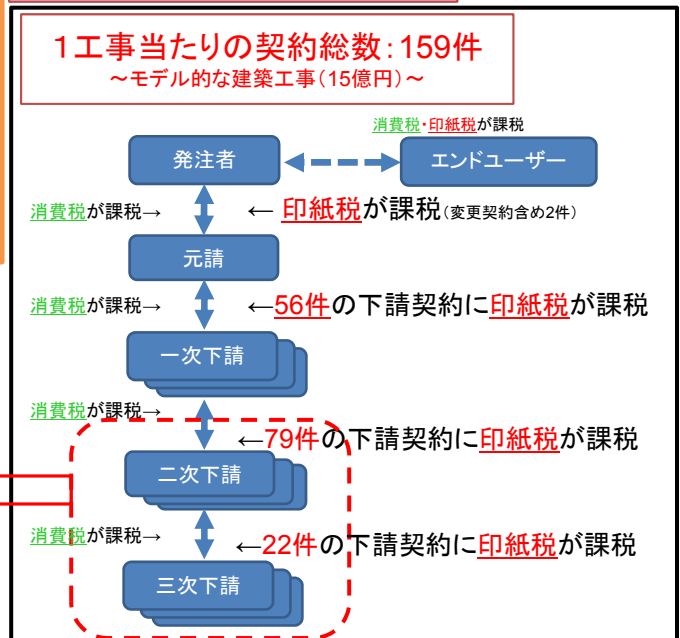 1工事当たりの契約総数:159件
~モデル的な建築工事(15億円)~
消費税・印紙税が課税
発注者
エンドユーザー
消費税が課税→
← 印紙税が課税(変更契約含め2件)
元請
消費税が課税→
←56件の下請契約に印紙税が課税
一次下請
消費税が課税→
←79件の下請契約に印紙税が課税
二次下請
消費税が課税→
←22件の下請契約に印紙税が課税
三次下請